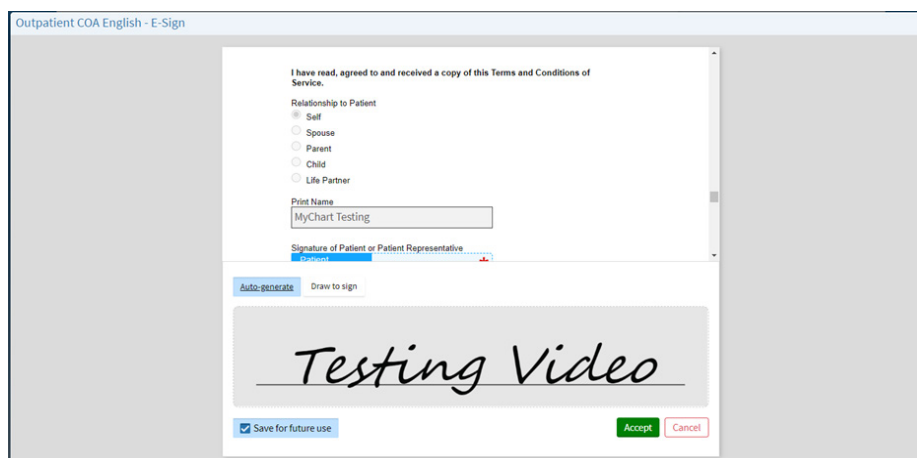 Outpatient COA English - E-Sign
I have read, agreed to and received a copy of this Terms and Conditions of
Service.
Relationship to Patient
Self
Spouse
Parent
Child
Life Partner
Print Name
MyChart Testing
Signature of Patient or Patient Representative
Patient
Auto-generate Draw to sign
Testing Video
Save for future use Accept Cancel